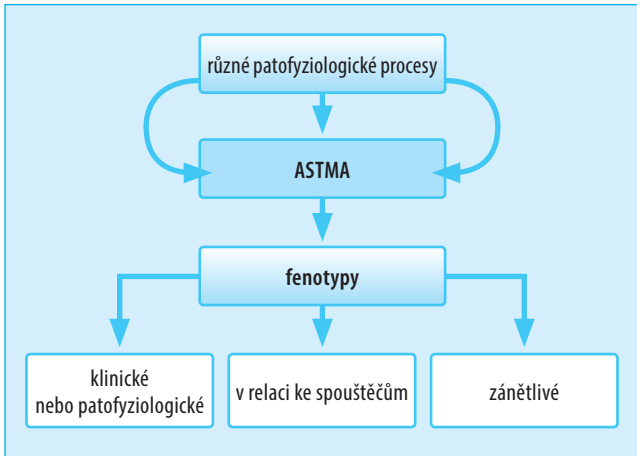 různé patofyziologické procesy
ASTMA
fenotypy
klinické
nebo patofyziologické
v relaci ke spouštěčům
zánětlivé